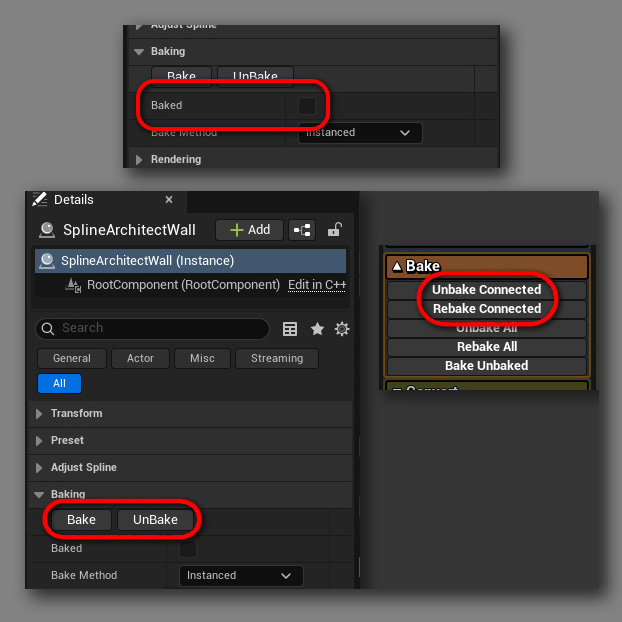 Adjust Spline
Baking
Bake UnBake
Baked
Bake Method Instanced
Rendering
Details ×
SplineArchitectWall + Add
SplineArchitectWall (Instance)
RootComponent (RootComponent) Edit in C++
Search
General Actor Misc Streaming
All
Transform
Preset
Adjust Spline
Baking
Bake UnBake
Baked
Bake Method Instanced
Bake
Unbake Connected
Rebake Connected
Unbake All
Rebake All
Bake Unbaked
Convert